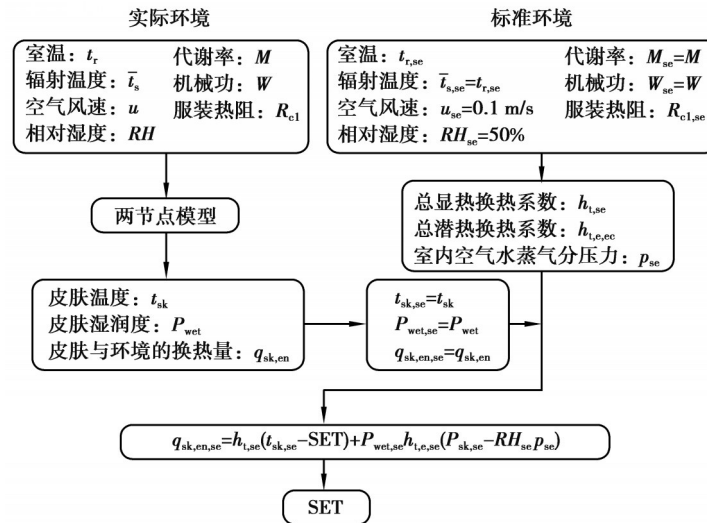 实际环境
标准环境
室温：t_r 代谢率：M
辐射温度：t̄_s 机械功：W
空气风速：u 服装热阻：R_c1
相对湿度：RH
室温：t_r,se 代谢率：M_se=M
辐射温度：t̄_s,se=t_r,se 机械功：W_se=W
空气风速：u_se=0.1 m/s 服装热阻：R_c1,se
相对湿度：RH_se=50%
两节点模型
总显热换热系数：h_t,se
总潜热换热系数：h_t,e,ec
室内空气水蒸气分压力：p_se
皮肤温度：t_sk
皮肤湿润度：P_wet
皮肤与环境的换热量：q_sk,en
t_sk,se=t_sk
P_wet,se=P_wet
q_sk,en,se=q_sk,en
q_sk,en,se=h_t,se(t_sk,se−SET)+P_wet,se h_t,e,se(P_sk,se−RH_se p_se)
SET